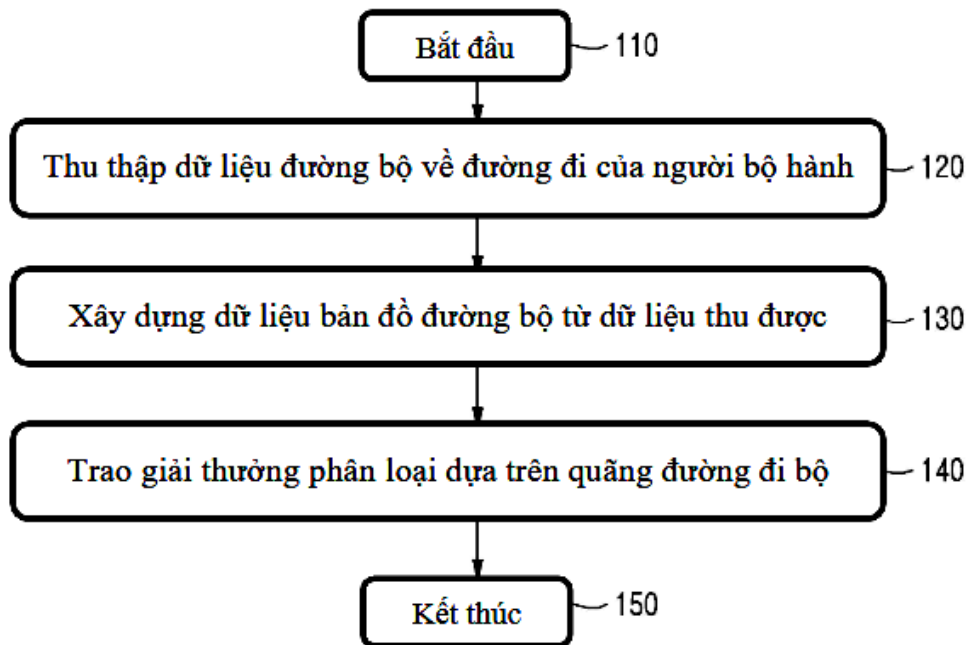 Bắt đầu
110
Thu thập dữ liệu đường bộ về đường đi của người bộ hành
120
Xây dựng dữ liệu bản đồ đường bộ từ dữ liệu thu được
130
Trao giải thưởng phân loại dựa trên quãng đường đi bộ
140
Kết thúc
150